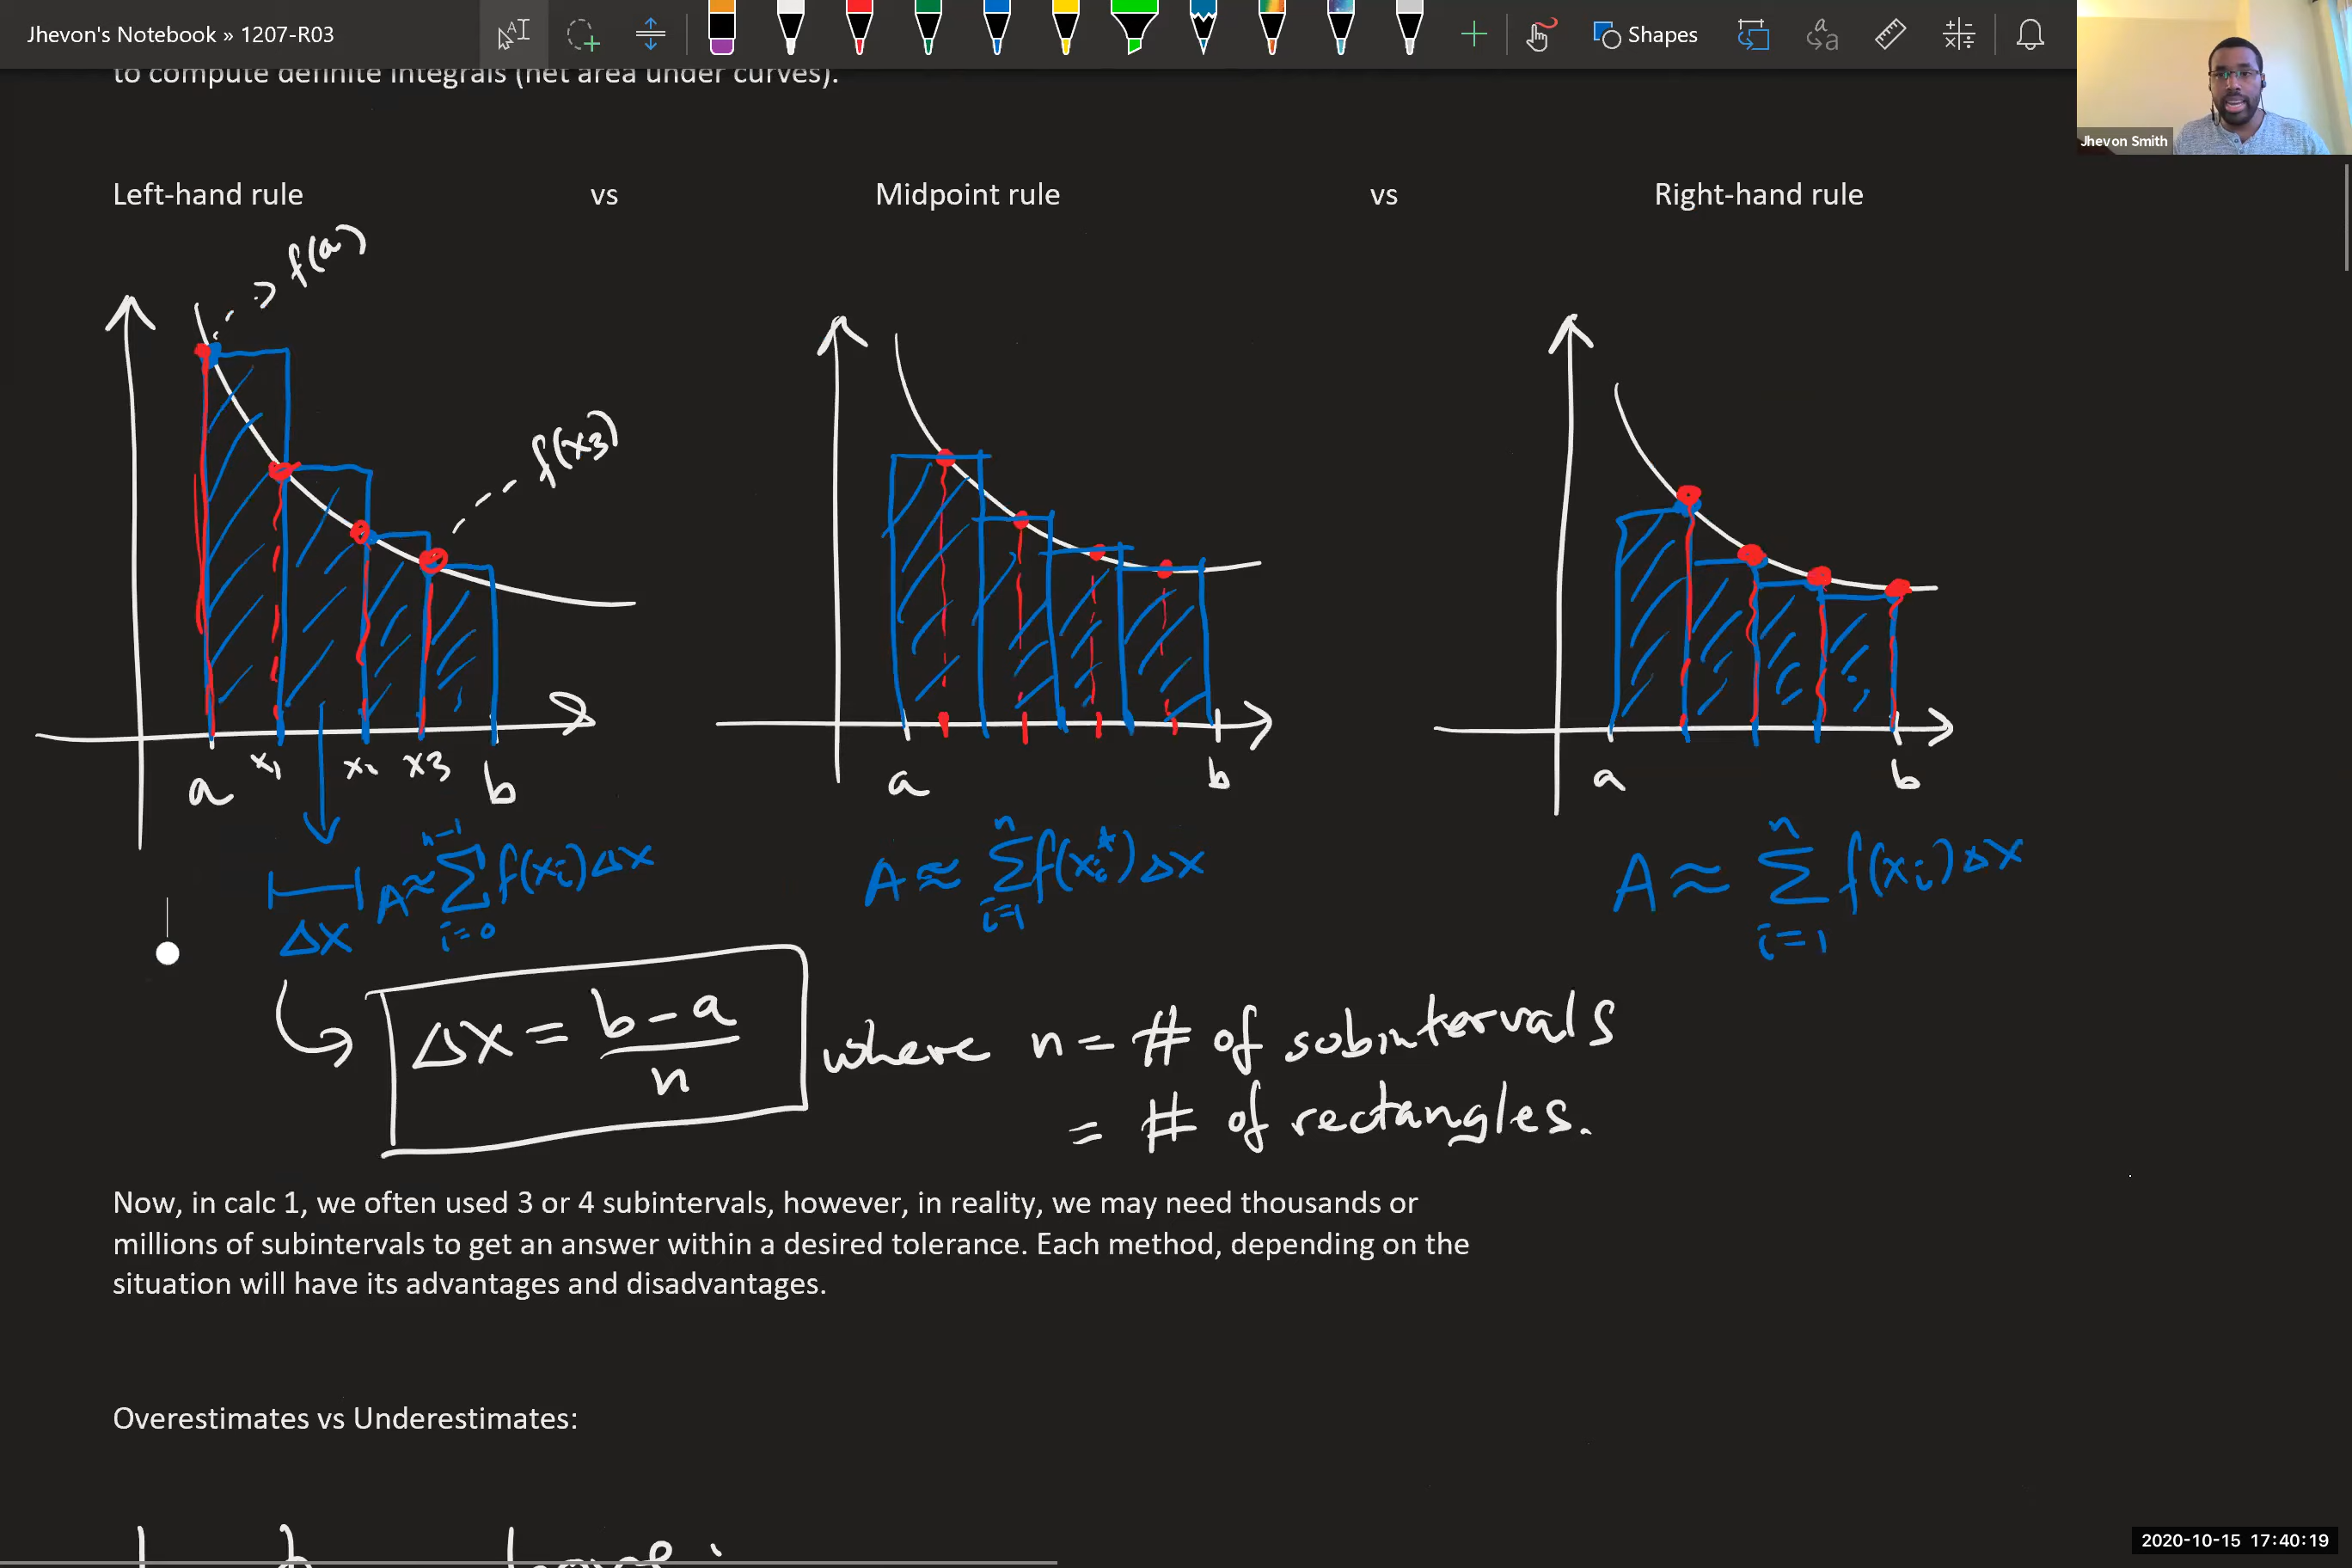 Jhevon's Notebook » 1207-R03
Shapes
Jhevon Smith
to compute definite integrals (net area under curves).
Left-hand rule vs Midpoint rule vs Right-hand rule
f(a)
f(x3)
a x1 x2 x3 b
a b
a b
Δx
A≈ n-1 Σ i=0 f(xi)Δx
A≈ n Σ i=1 f(xi*)Δx
A≈ n Σ i=1 f(xi)Δx
Δx = b-a / n where n = # of subintervals
= # of rectangles.
Now, in calc 1, we often used 3 or 4 subintervals, however, in reality, we may need thousands or
millions of subintervals to get an answer within a desired tolerance. Each method, depending on the
situation will have its advantages and disadvantages.
Overestimates vs Underestimates:
2020-10-15 17:40:19